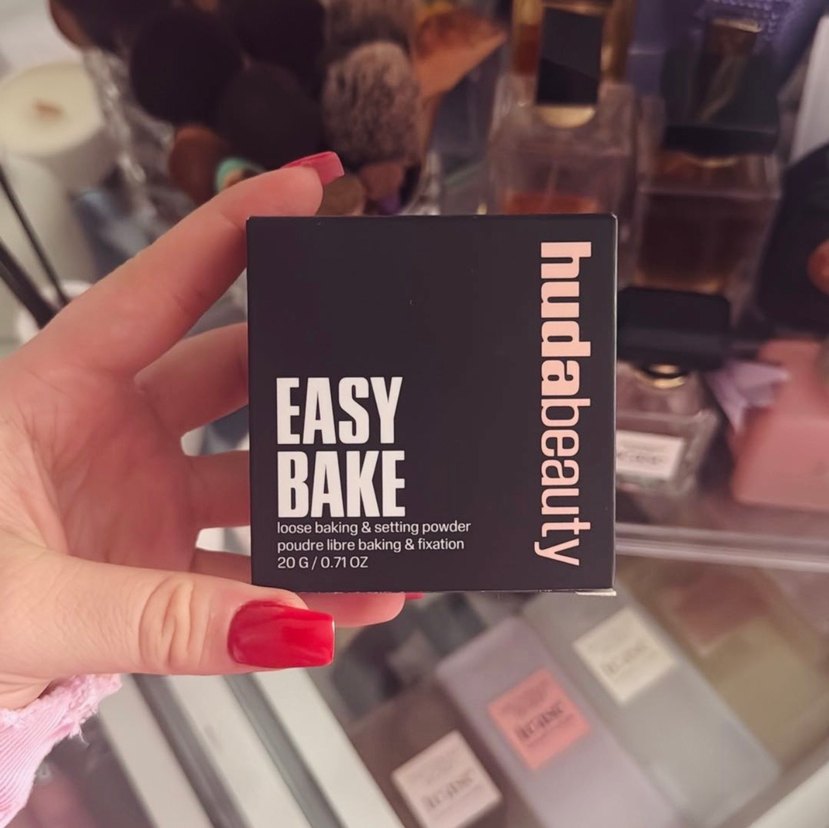 EASY
BAKE
loose baking & setting powder
poudre libre baking & fixation
20 G / 0.71 OZ
hudabeauty